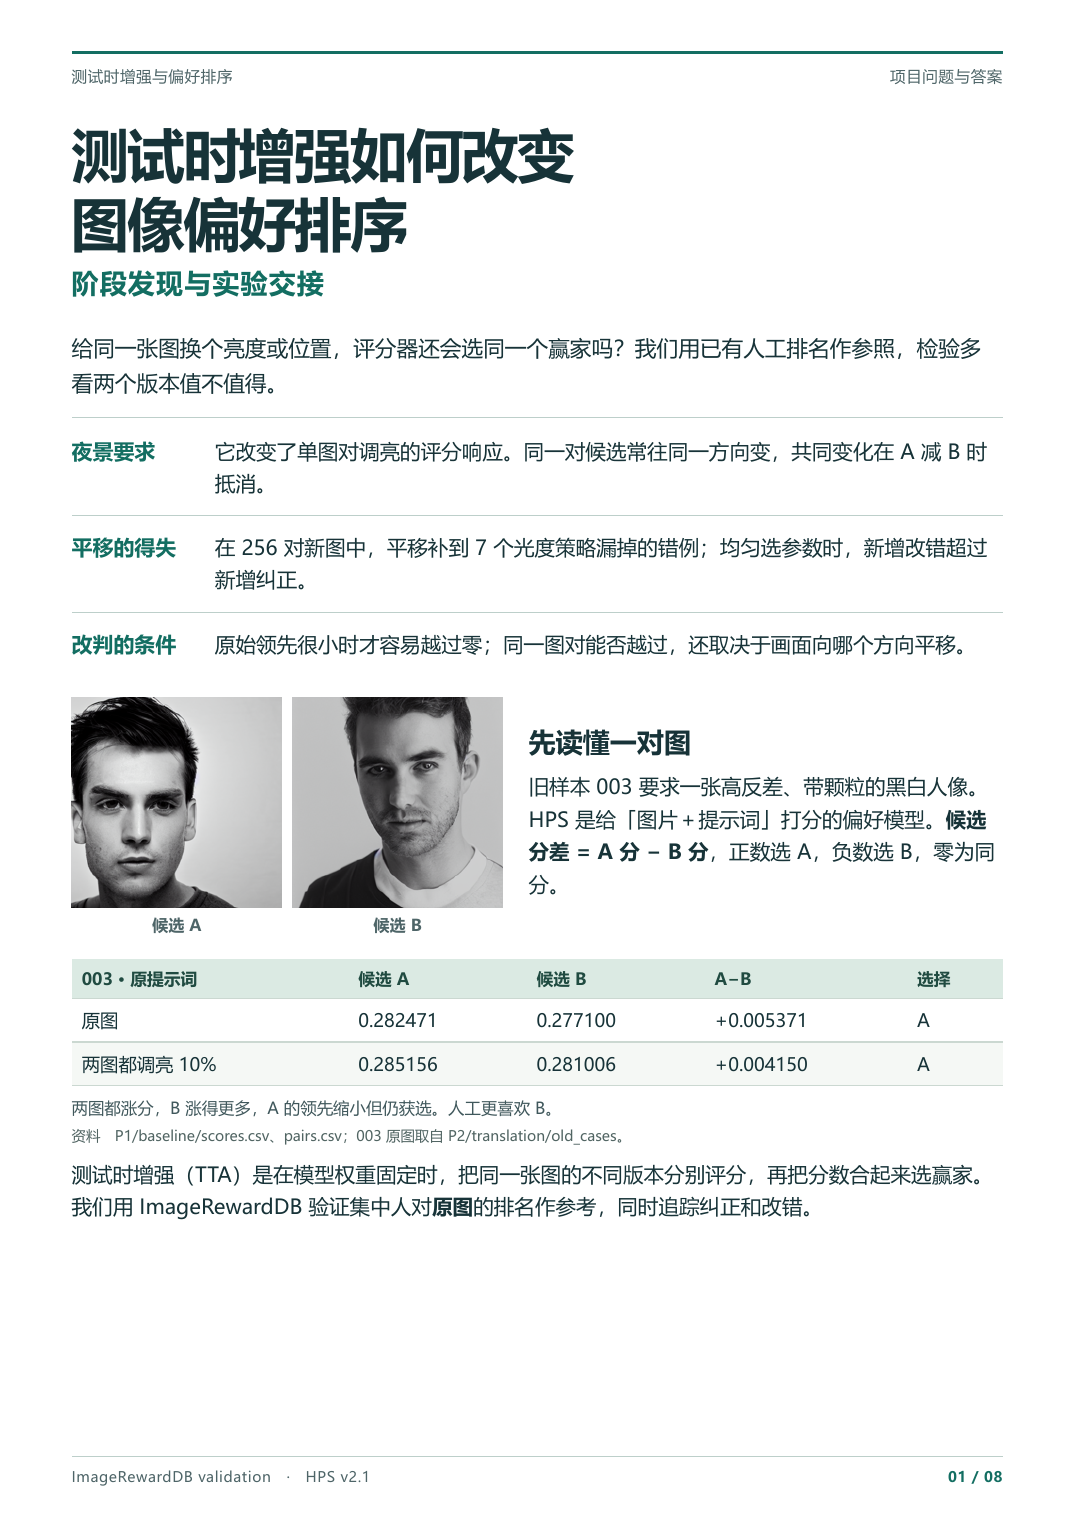 测试时增强与偏好排序
项目问题与答案
测试时增强如何改变
图像偏好排序
阶段发现与实验交接
给同一张图换个亮度或位置，评分器还会选同一个赢家吗？我们用已有人工排名作参照，检验多
看两个版本值不值得。
夜景要求
它改变了单图对调亮的评分响应。同一对候选常往同一方向变，共同变化在 A 减 B 时
抵消。
平移的得失
在 256 对新图中，平移补到 7 个光度策略漏掉的错例；均匀选参数时，新增改错超过
新增纠正。
改判的条件
原始领先很小时才容易越过零；同一图对能否越过，还取决于画面向哪个方向平移。
先读懂一对图
旧样本 003 要求一张高反差、带颗粒的黑白人像。
HPS 是给「图片＋提示词」打分的偏好模型。候选
分差 = A 分 − B 分，正数选 A，负数选 B，零为同
分。
候选 A
候选 B
003 • 原提示词 候选 A 候选 B A−B 选择
原图 0.282471 0.277100 +0.005371 A
两图都调亮 10% 0.285156 0.281006 +0.004150 A
两图都涨分，B 涨得更多，A 的领先缩小但仍获选。人工更喜欢 B。
资料 P1/baseline/scores.csv、pairs.csv；003 原图取自 P2/translation/old_cases。
测试时增强（TTA）是在模型权重固定时，把同一张图的不同版本分别评分，再把分数合起来选赢家。
我们用 ImageRewardDB 验证集中人对原图的排名作参考，同时追踪纠正和改错。
ImageRewardDB validation · HPS v2.1
01 / 08